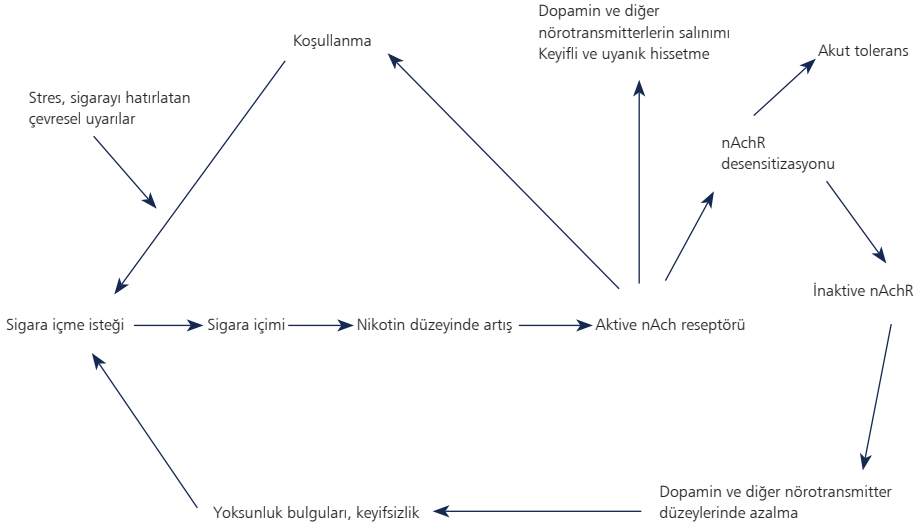 Dopamin ve diğer
nörotransmitterlerin salınımı
Keyifli ve uyanık hissetme
Koşullanma
Akut tolerans
Stres, sigarayı hatırlatan
çevresel uyarılar
nAchR
desensitizasyonu
İnaktive nAchR
Sigara içme isteği
Sigara içimi
Nikotin düzeyinde artış
Aktive nAch reseptörü
Dopamin ve diğer nörotransmitter
düzeylerinde azalma
Yoksunluk bulguları, keyifsizlik